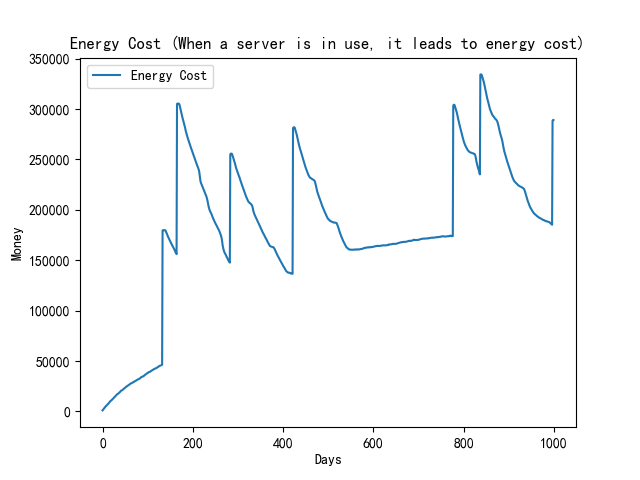 Energy Cost (When a server is in use, it leads to energy cost)
Energy Cost
350000
300000
250000
200000
150000
100000
50000
0
Money
0 200 400 600 800 1000
Days